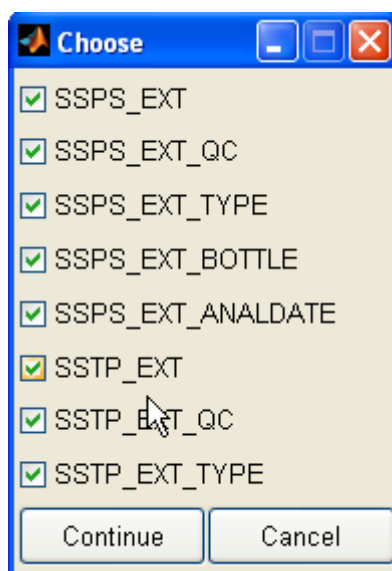 Choose
SSPS_EXT
SSPS_EXT_QC
SSPS_EXT_TYPE
SSPS_EXT_BOTTLE
SSPS_EXT_ANALDATE
SSTP_EXT
SSTP_EXT_QC
SSTP_EXT_TYPE
Continue Cancel